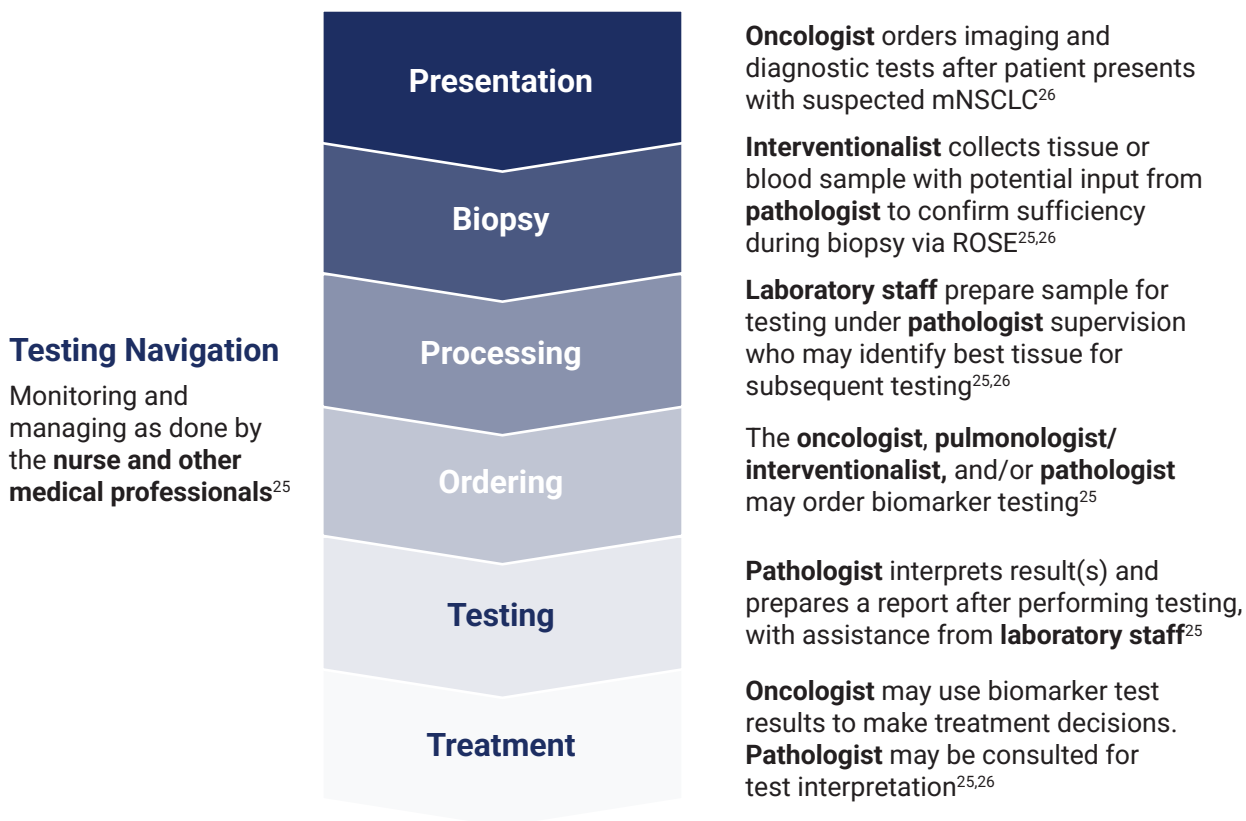 Presentation
Oncologist orders imaging and
diagnostic tests after patient presents
with suspected mNSCLC26
Biopsy
Interventionalist collects tissue or
blood sample with potential input from
pathologist to confirm sufficiency
during biopsy via ROSE25,26
Testing Navigation
Monitoring and
managing as done by
the nurse and other
medical professionals25
Processing
Laboratory staff prepare sample for
testing under pathologist supervision
who may identify best tissue for
subsequent testing25,26
Ordering
The oncologist, pulmonologist/
interventionalist, and/or pathologist
may order biomarker testing25
Testing
Pathologist interprets result(s) and
prepares a report after performing testing,
with assistance from laboratory staff25
Treatment
Oncologist may use biomarker test
results to make treatment decisions.
Pathologist may be consulted for
test interpretation25,26